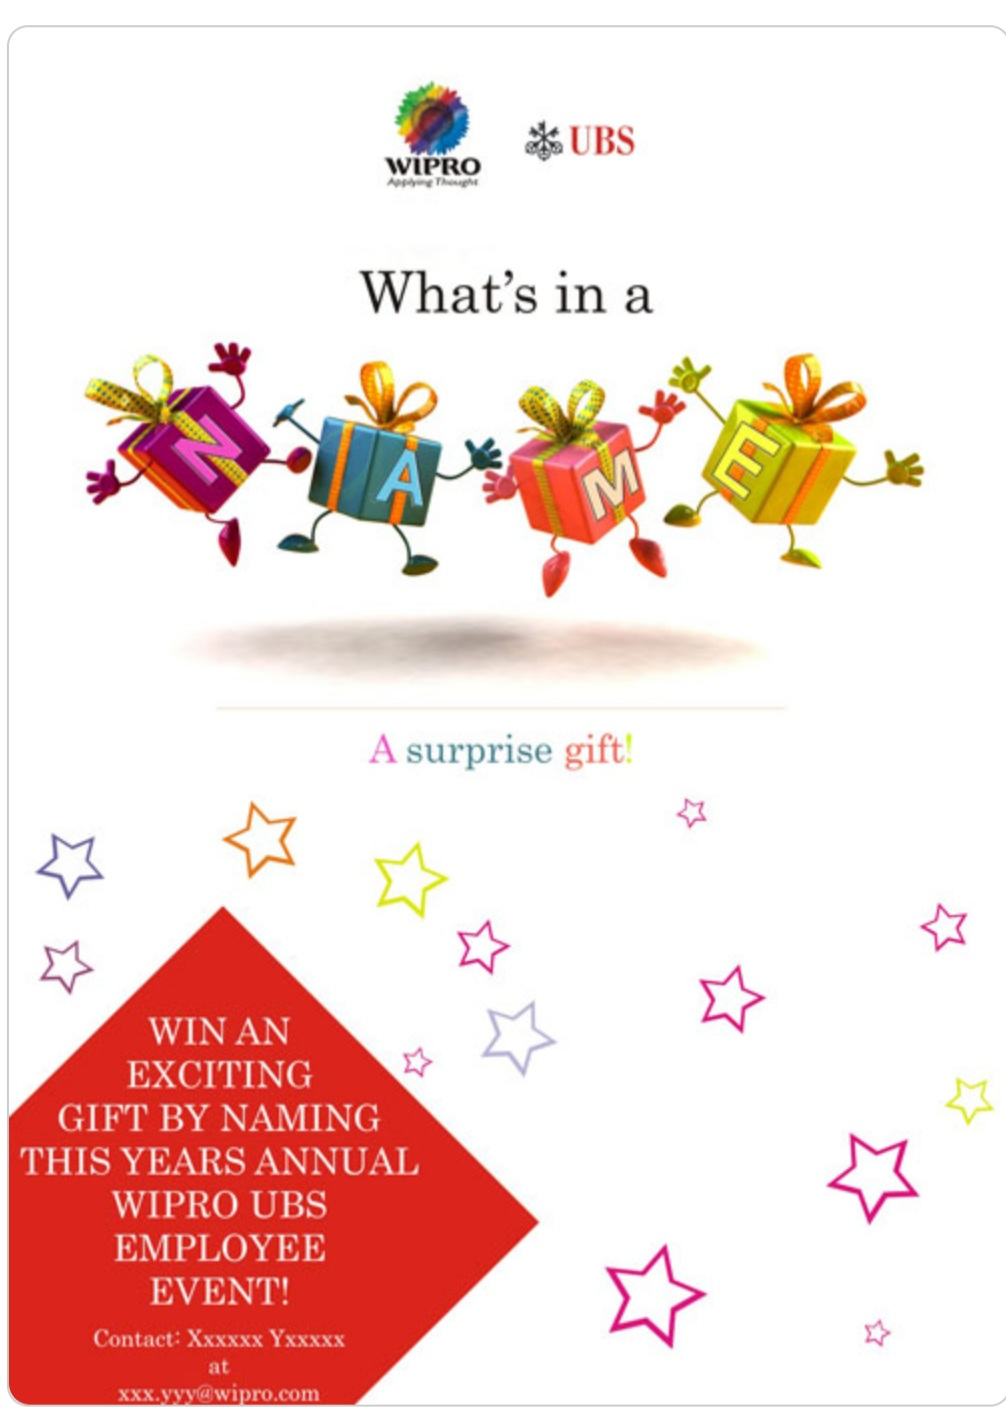 WIPRO
Applying Thought
UBS
What's in a
NAME
A surprise gift!
WIN AN
EXCITING
GIFT BY NAMING
THIS YEARS ANNUAL
WIPRO UBS
EMPLOYEE
EVENT!
Contact: Xxxxxx Yxxxxx
at
xxx.yyy@wipro.com